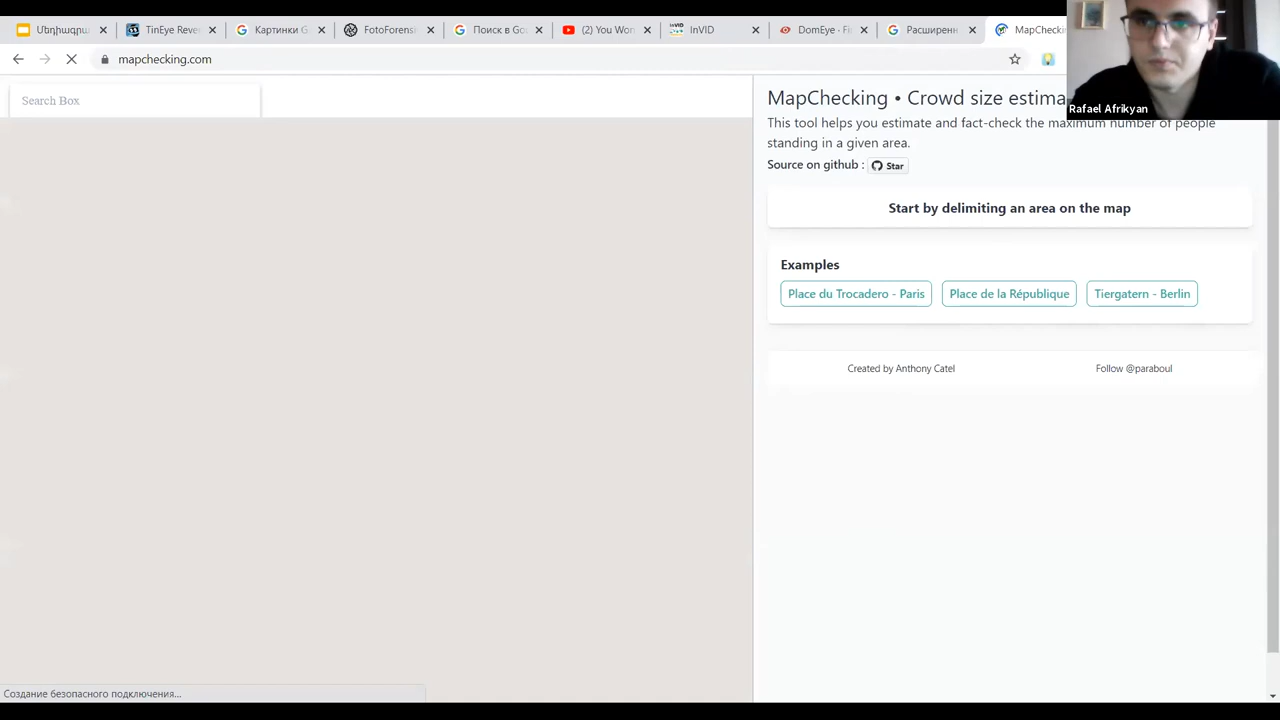 Մեդիագրա
TinEye Reve
Картинки G
FotoForens
Поиск в Go
(2) You Won
InVID
InVID
DomEye - Fi
Расширенн
MapCheckin
mapchecking.com
Search Box
Rafael Afrikyan
MapChecking • Crowd size estima
This tool helps you estimate and fact-check the maximum number of people
standing in a given area.
Source on github :
Star
Start by delimiting an area on the map
Examples
Place du Trocadero - Paris
Place de la République
Tiergatern - Berlin
Created by Anthony Catel
Follow @paraboul
Создание безопасного подключения...